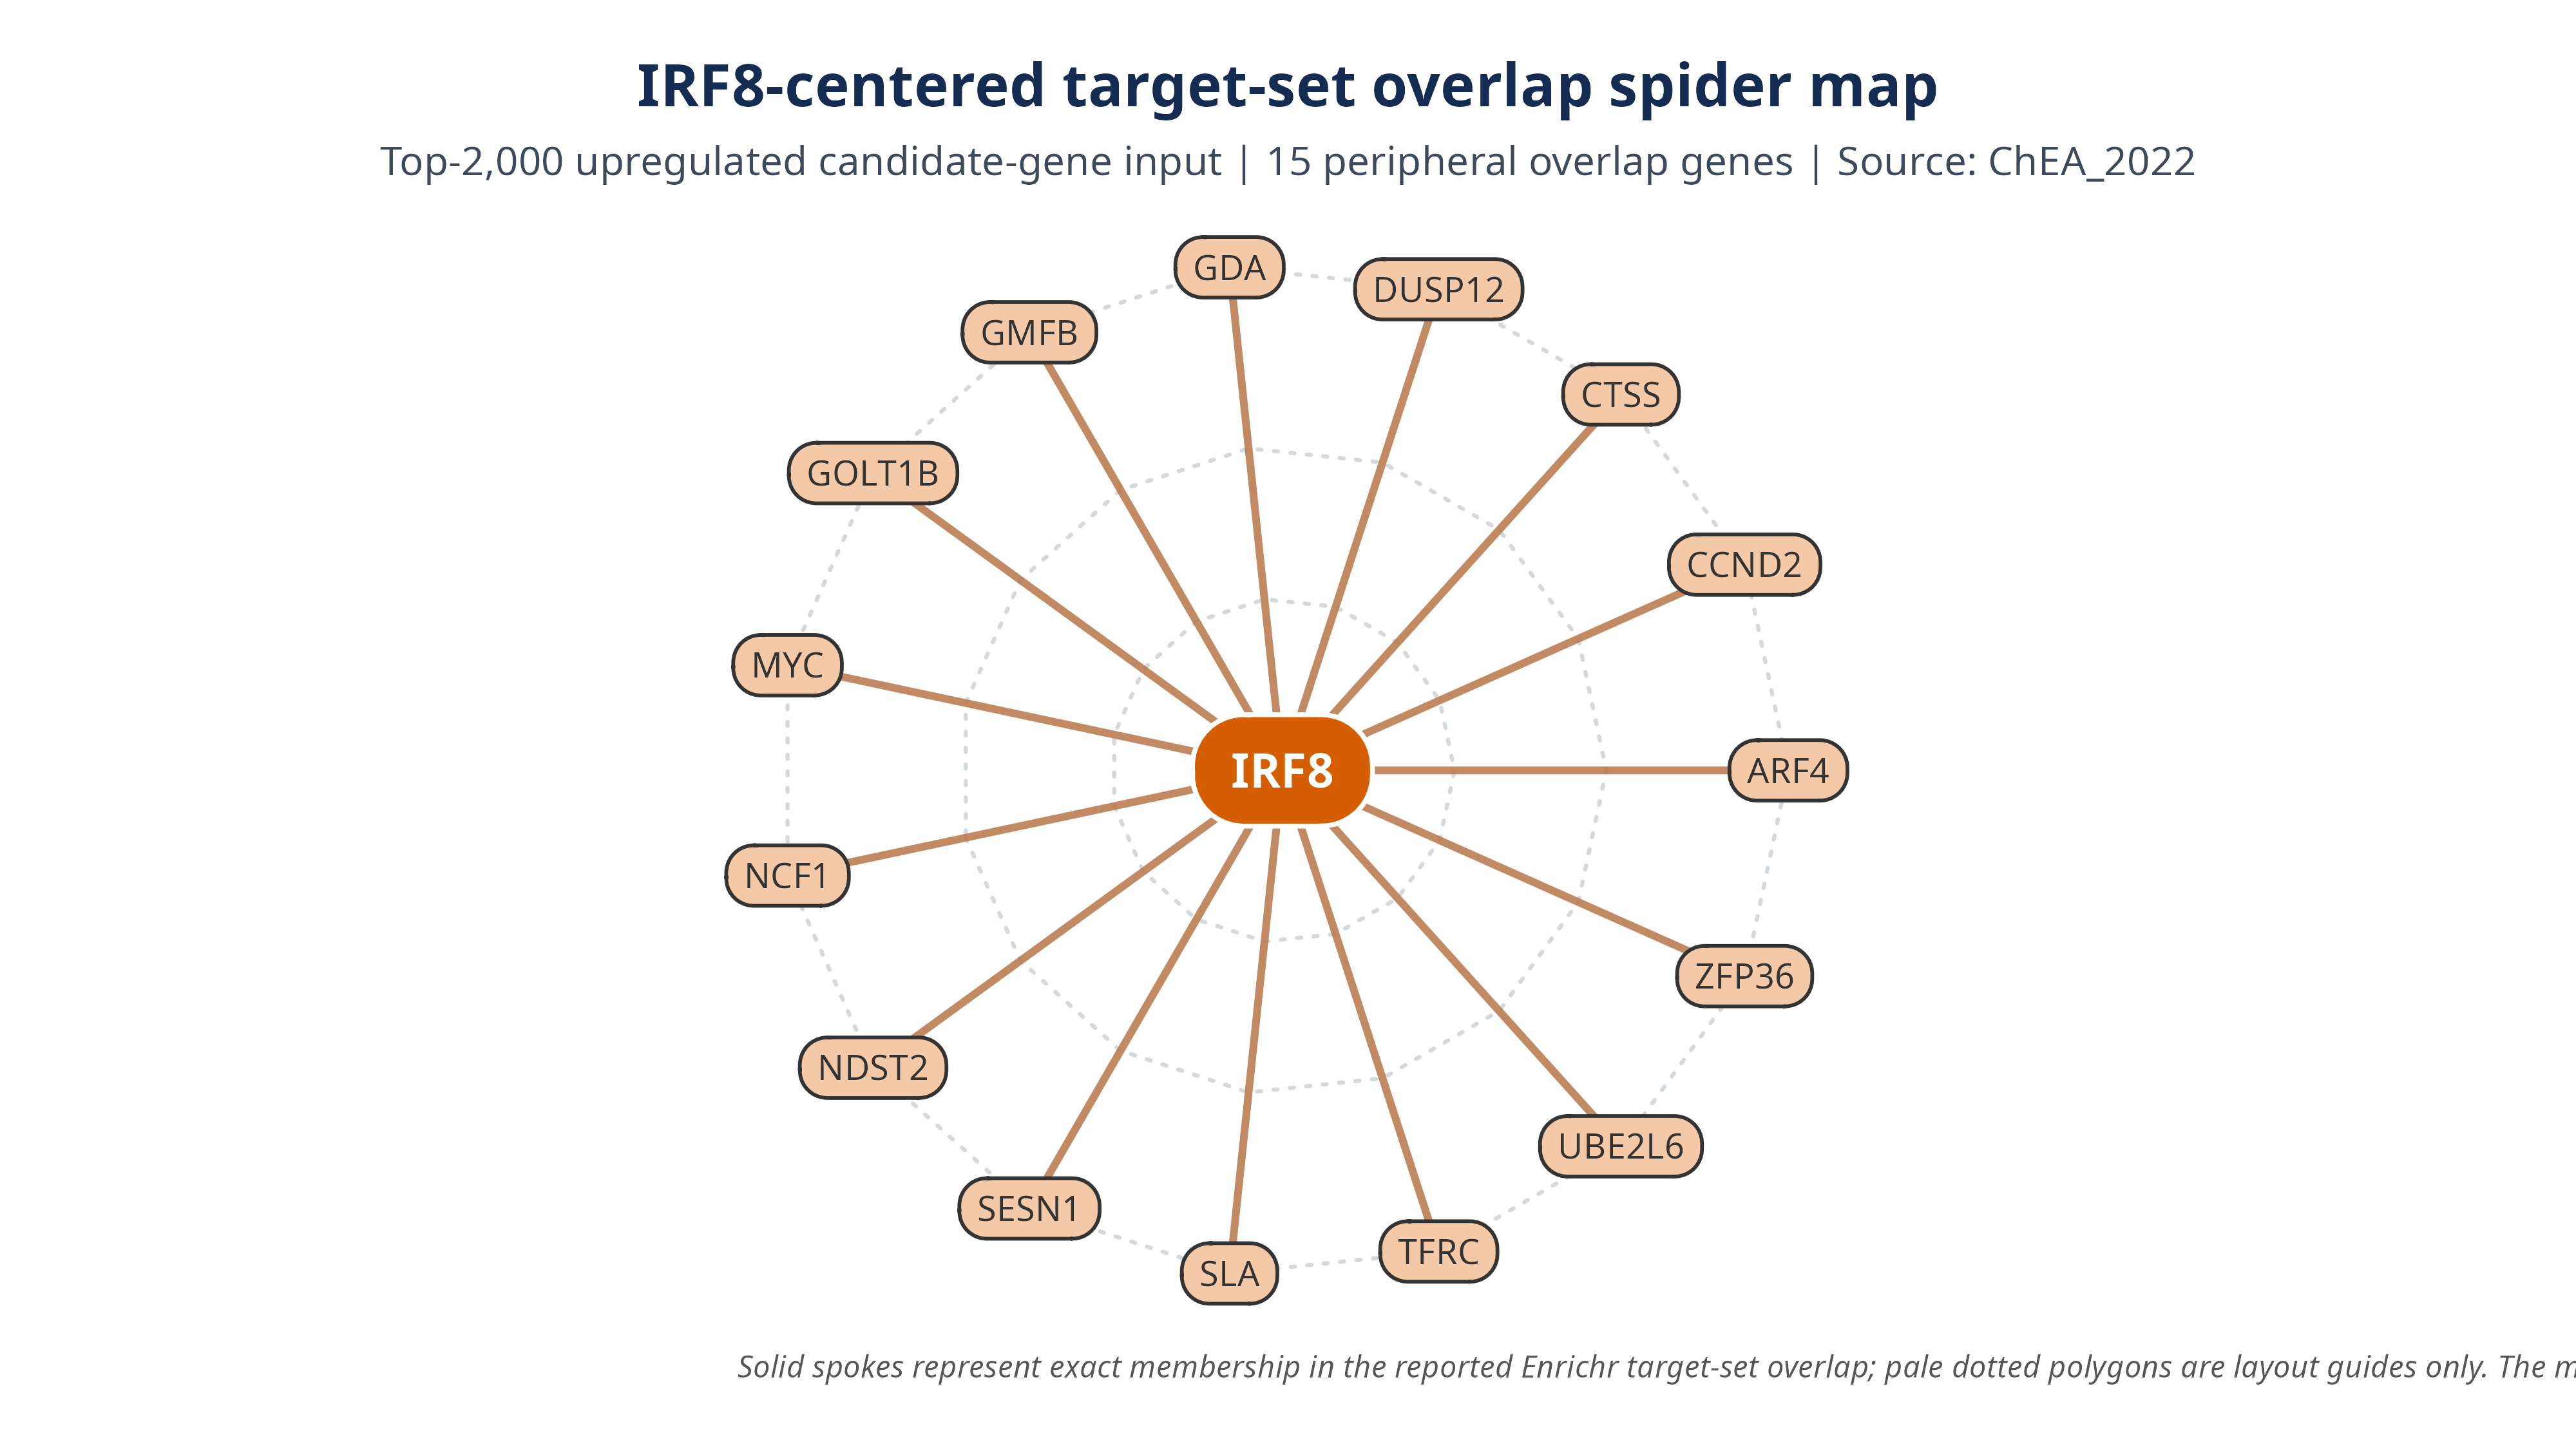 IRF8-centered target-set overlap spider map
Top-2,000 upregulated candidate-gene input | 15 peripheral overlap genes | Source: ChEA_2022
GDA
DUSP12
GMFB
CTSS
GOLT1B
CCND2
MYC
IRF8
ARF4
NCF1
ZFP36
NDST2
UBE2L6
SESN1
TFRC
SLA
Solid spokes represent exact membership in the reported Enrichr target-set overlap; pale dotted polygons are layout guides only. The